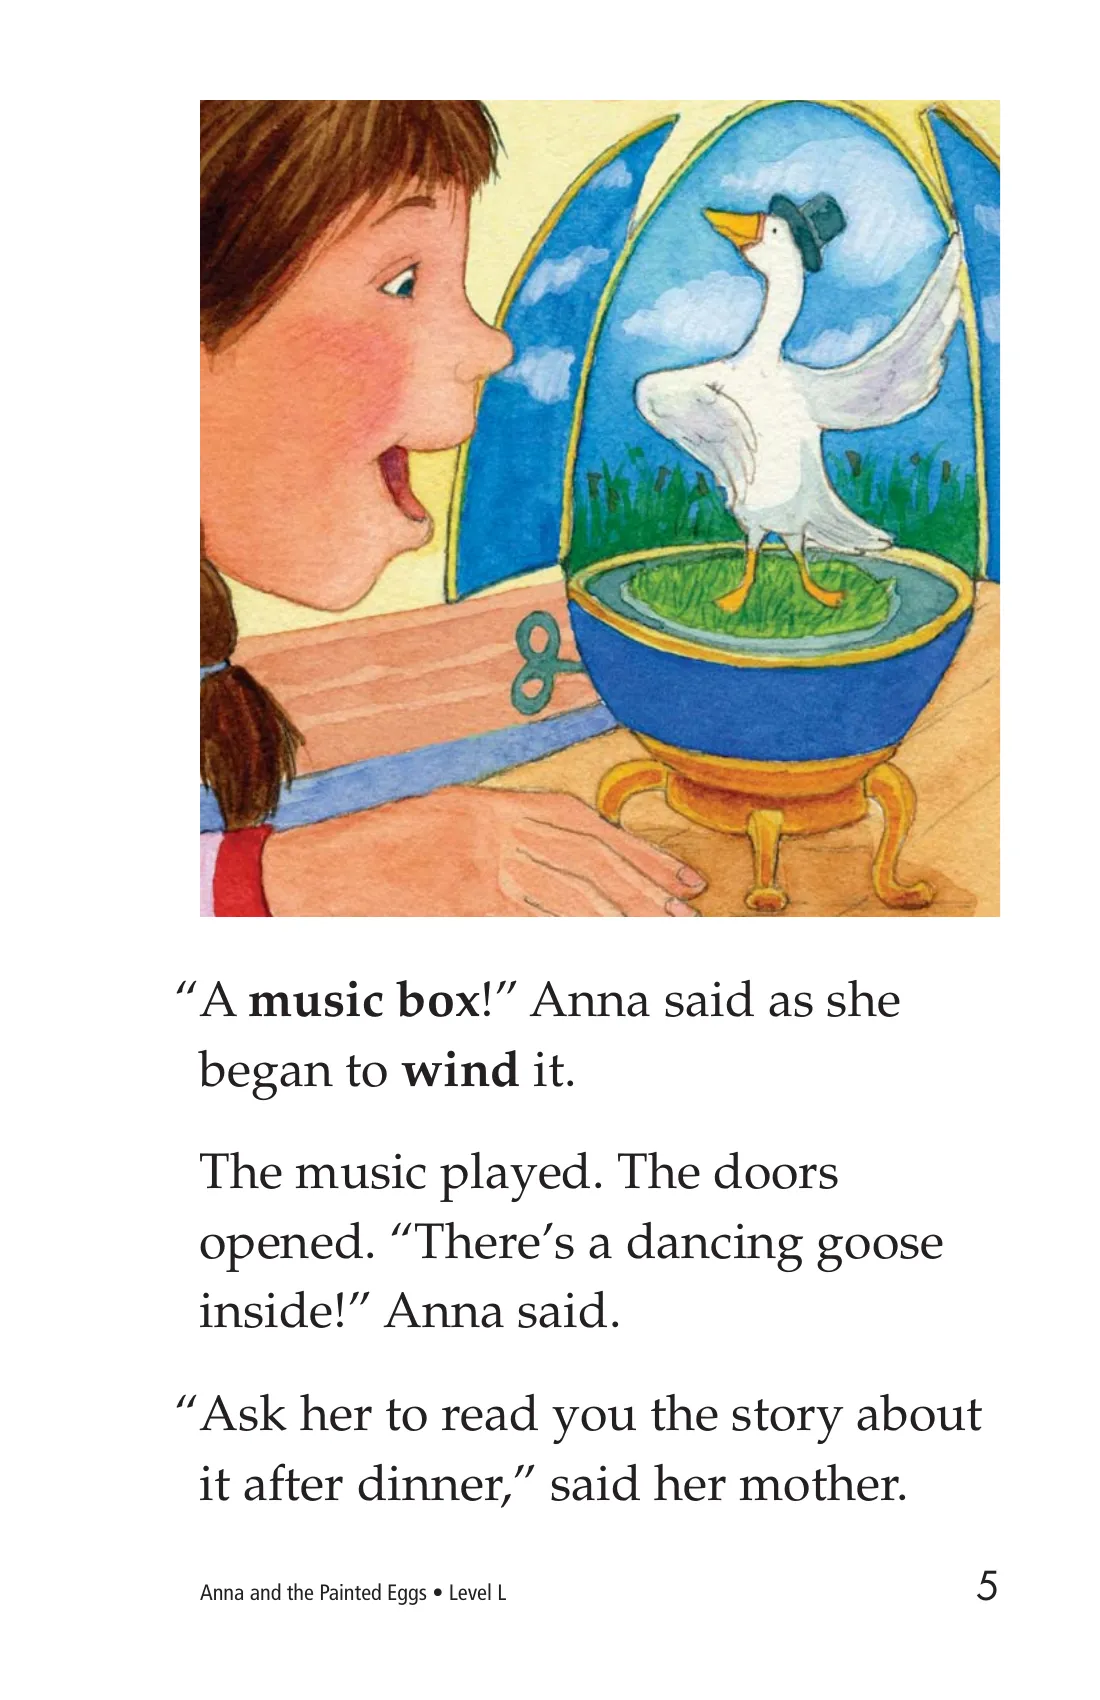 “A music box!” Anna said as she
began to wind it.
The music played. The doors
opened. “There’s a dancing goose
inside!” Anna said.
“Ask her to read you the story about
it after dinner,” said her mother.
Anna and the Painted Eggs • Level L
5